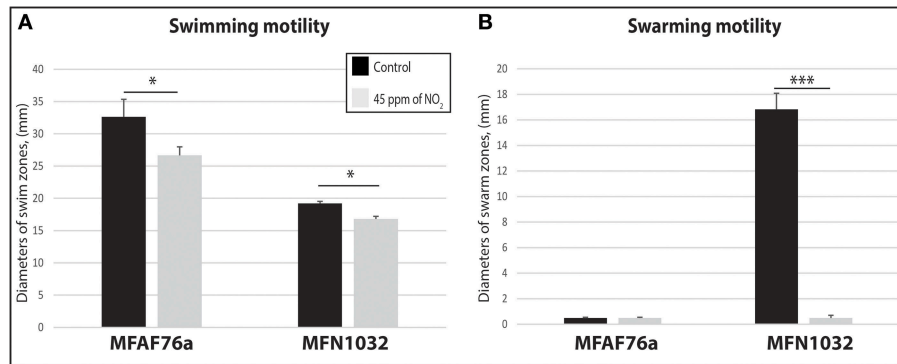 A
Swimming motility
Diameters of swim zones, (mm)
40
35
30
25
20
15
10
5
0
*
*
Control
45 ppm of NO₂
MFAF76a
MFN1032
B
Swarming motility
Diameters of swarm zones, (mm)
20
18
16
14
12
10
8
6
4
2
0
***
MFAF76a
MFN1032